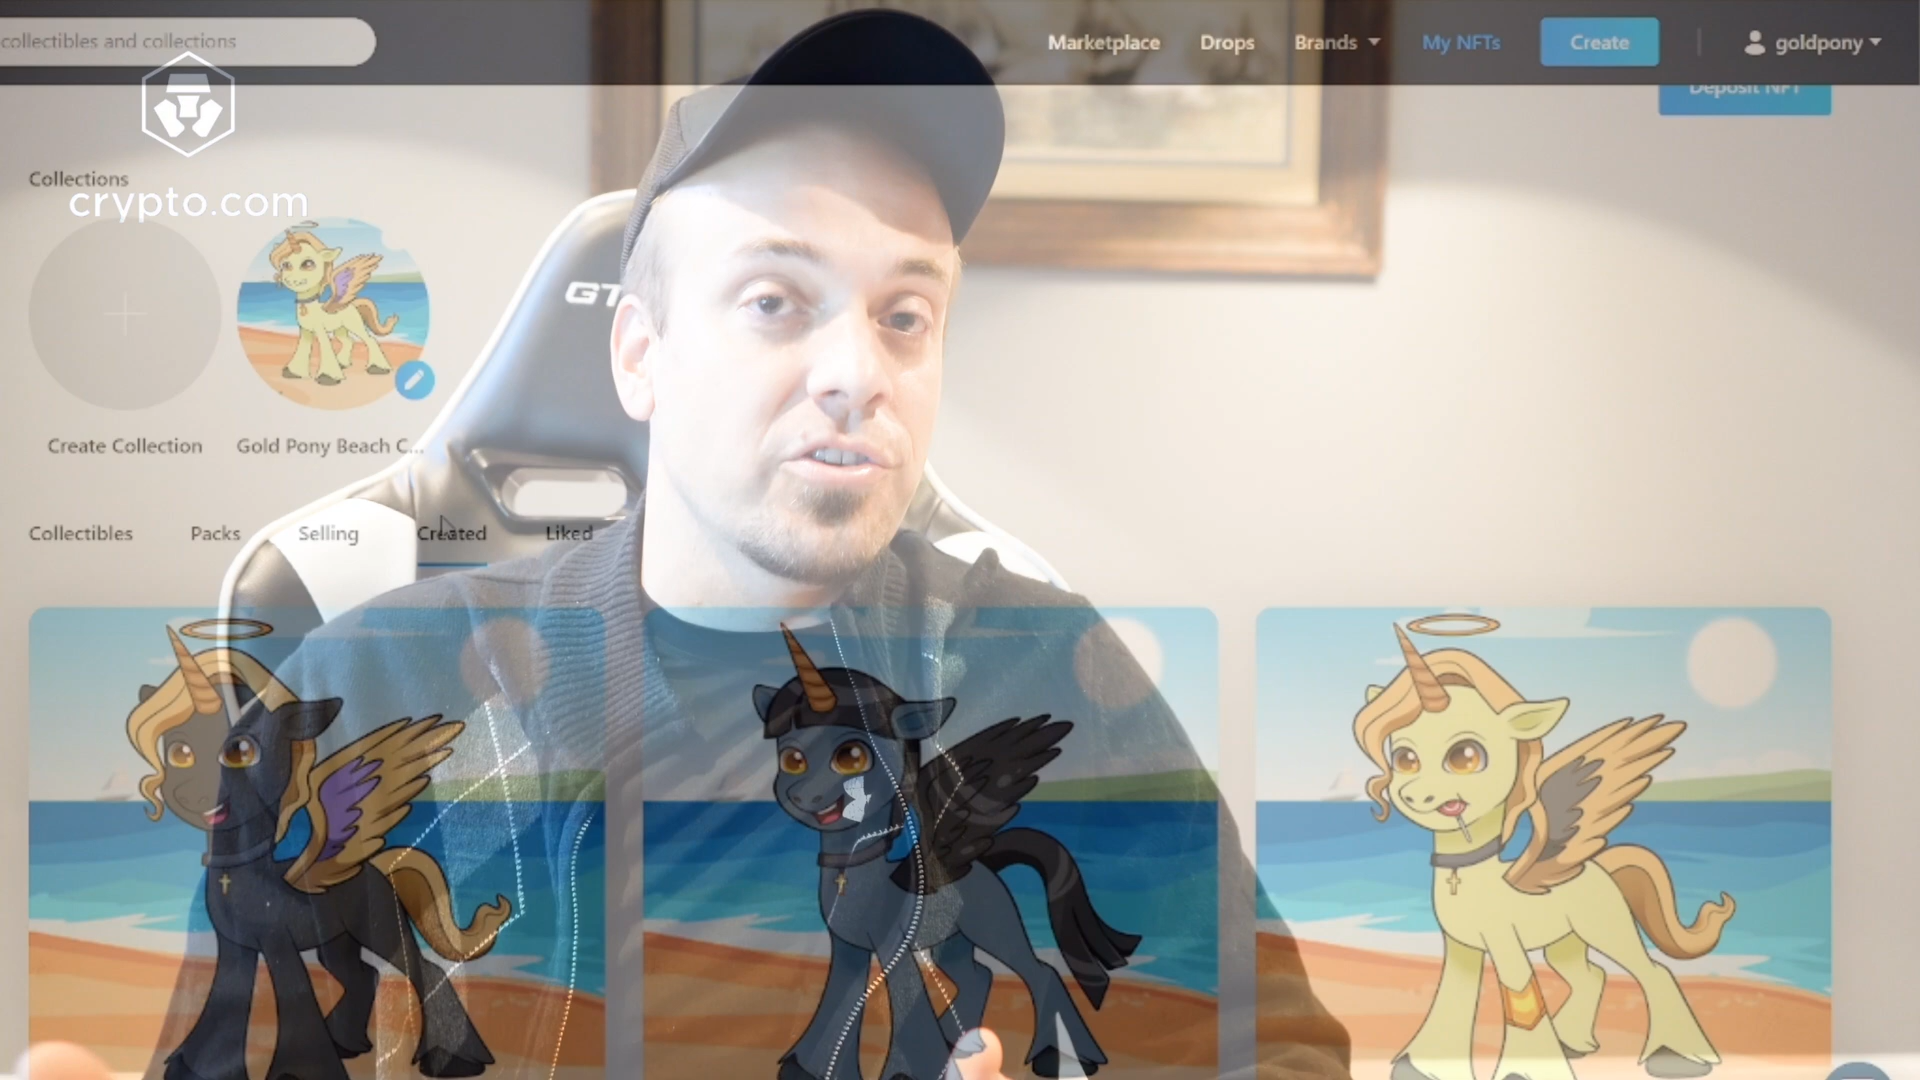 collectibles and collections
Marketplace
Drops
Brands
My NFTs
Create
goldpony
Deposit NFT
Collections
crypto.com
GT
Create Collection
Gold Pony Beach C...
Collectibles
Packs
Selling
Created
Liked